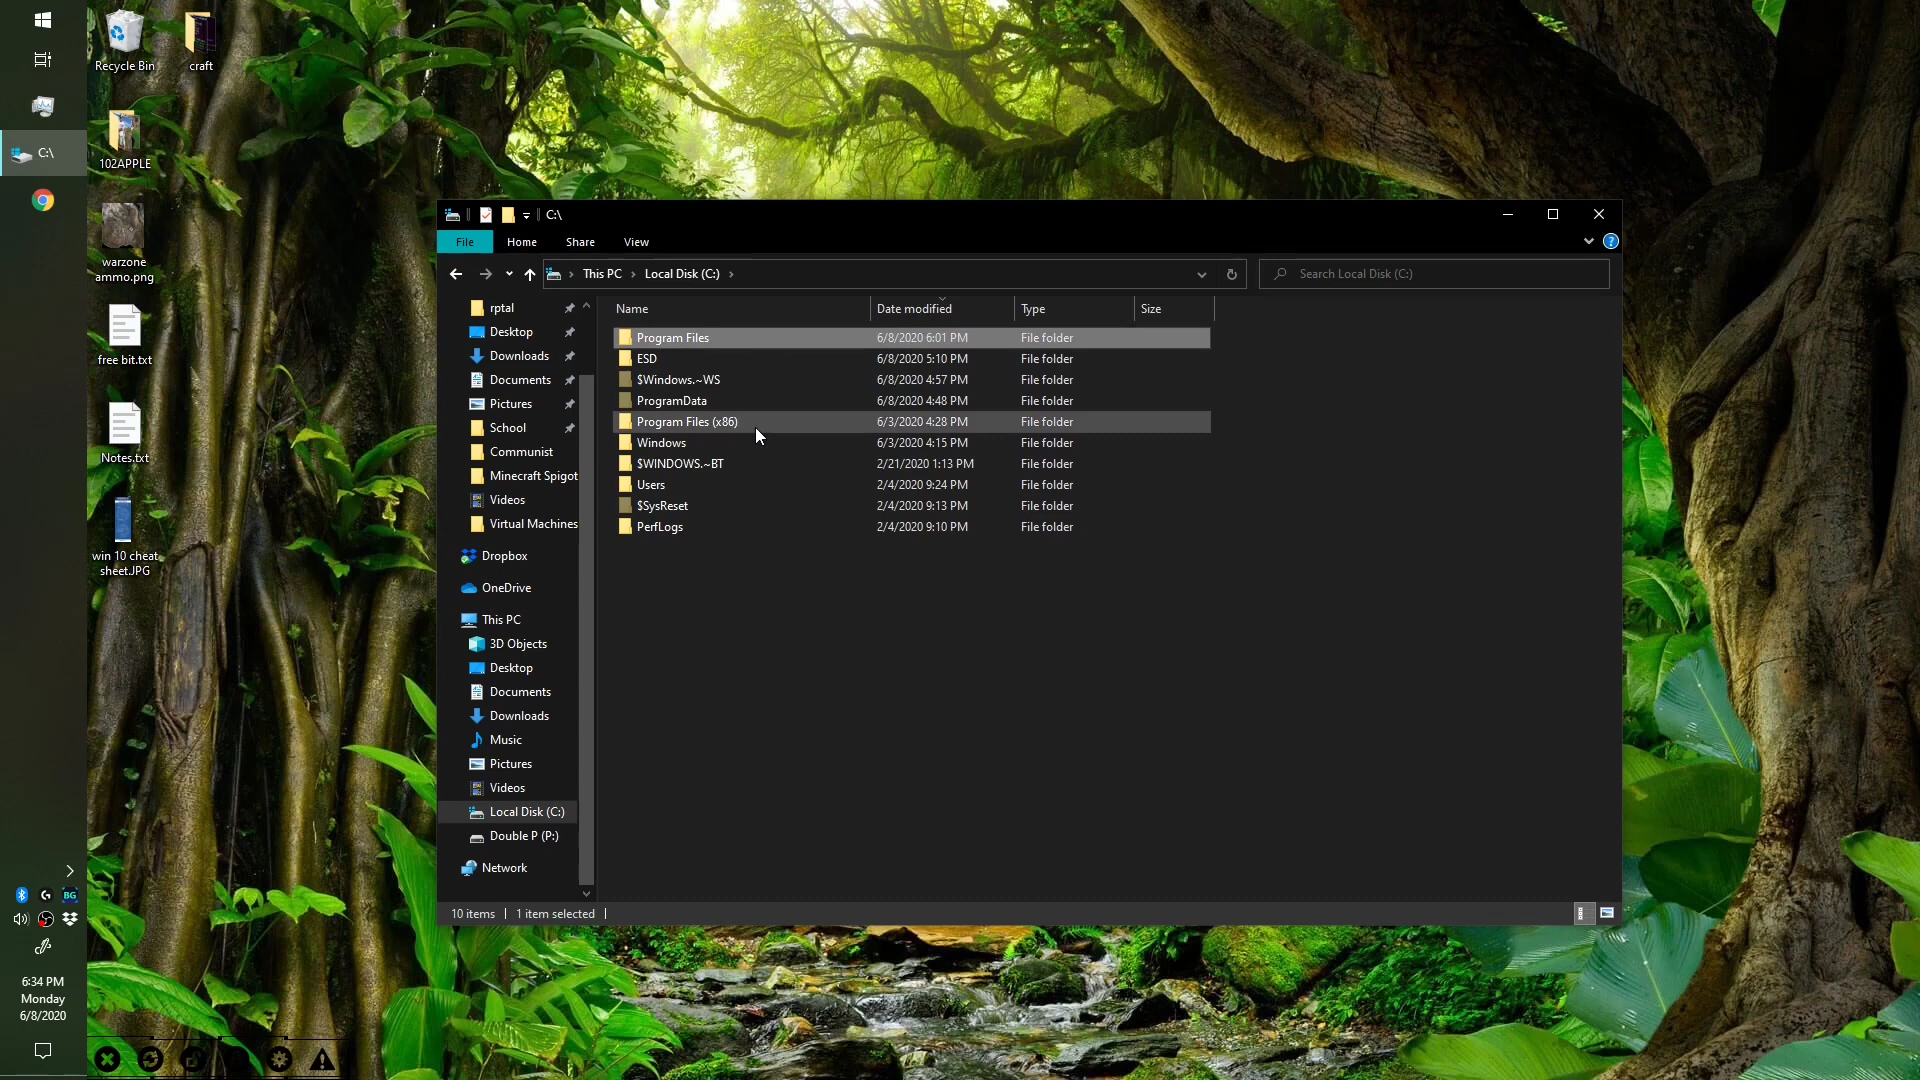 Recycle Bin
craft
C:\
102APPLE
warzone
ammo.png
free bit.txt
Notes.txt
win 10 cheat
sheet.JPG
BG
6:34 PM
Monday
6/8/2020
C:\
File Home Share View
?
This PC Local Disk (C:)
Search Local Disk (C:)
rptal
Desktop
Downloads
Documents
Pictures
School
Communist
Minecraft Spigot
Videos
Virtual Machines
Dropbox
OneDrive
This PC
3D Objects
Desktop
Documents
Downloads
Music
Pictures
Videos
Local Disk (C:)
Double P (P:)
Network
Name Date modified Type Size
Program Files 6/8/2020 6:01 PM File folder
ESD 6/8/2020 5:10 PM File folder
$Windows.~WS 6/8/2020 4:57 PM File folder
ProgramData 6/8/2020 4:48 PM File folder
Program Files (x86) 6/3/2020 4:28 PM File folder
Windows 6/3/2020 4:15 PM File folder
$WINDOWS.~BT 2/21/2020 1:13 PM File folder
Users 2/4/2020 9:24 PM File folder
$SysReset 2/4/2020 9:13 PM File folder
PerfLogs 2/4/2020 9:10 PM File folder
10 items 1 item selected